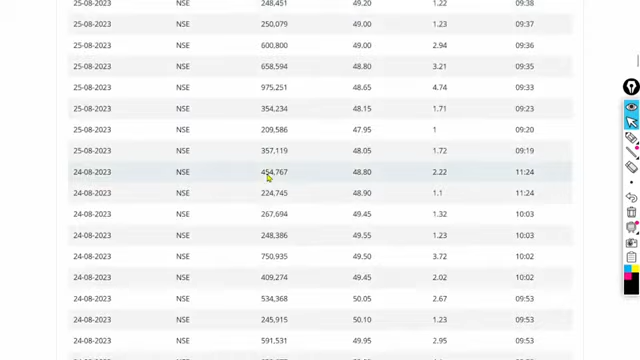 25-08-2023 NSE 248,451 49.20 1.22 09:38
25-08-2023 NSE 250,079 49.00 1.23 09:37
25-08-2023 NSE 600,800 49.00 2.94 09:36
25-08-2023 NSE 658,594 48.80 3.21 09:35
25-08-2023 NSE 975,251 48.65 4.74 09:33
25-08-2023 NSE 354,234 48.15 1.71 09:23
25-08-2023 NSE 209,586 47.95 1 09:20
25-08-2023 NSE 357,119 48.05 1.72 09:19
24-08-2023 NSE 454,767 48.80 2.22 11:24
24-08-2023 NSE 224,745 48.90 1.1 11:24
24-08-2023 NSE 267,694 49.45 1.32 10:03
24-08-2023 NSE 248,386 49.55 1.23 10:03
24-08-2023 NSE 750,935 49.50 3.72 10:02
24-08-2023 NSE 409,274 49.45 2.02 10:02
24-08-2023 NSE 534,368 50.05 2.67 09:53
24-08-2023 NSE 245,915 50.10 1.23 09:53
24-08-2023 NSE 591,531 49.95 2.95 09:53